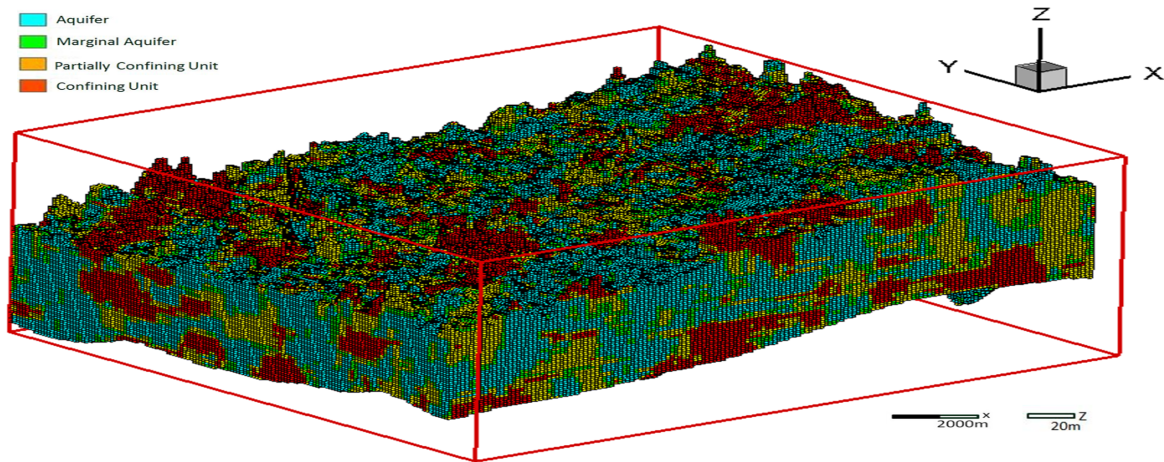 Aquifer
Marginal Aquifer
Partially Confining Unit
Confining Unit
Z
Y
X
x
2000m
Z
20m